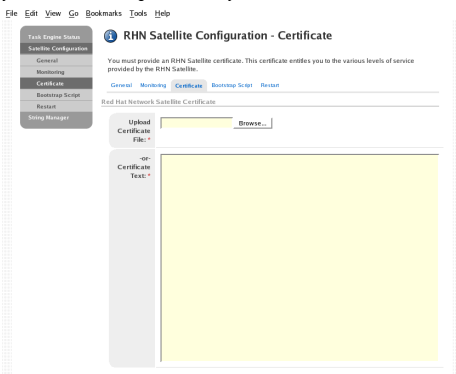 File Edit View Go Bookmarks Tools Help
Task Engine Status
Satellite Configuration
General
Monitoring
Certificate
Bootstrap Script
Restart
String Manager
RHN Satellite Configuration - Certificate
You must provide an RHN Satellite certificate. This certificate entitles you to the various levels of service
provided by the RHN Satellite.
General Monitoring Certificate Bootstrap Script Restart
Red Hat Network Satellite Certificate
Upload
Certificate
File: *
Browse...
-or-
Certificate
Text: *